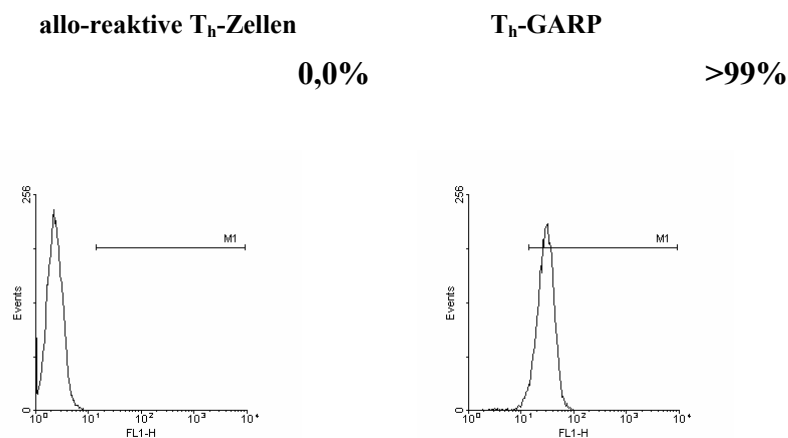 allo-reaktive Tₕ-Zellen
Tₕ-GARP
0,0%
>99%
256
M1
Events
0
10⁰ 10¹ 10² 10³ 10⁴
FL1-H
256
M1
Events
0
10⁰ 10¹ 10² 10³ 10⁴
FL1-H